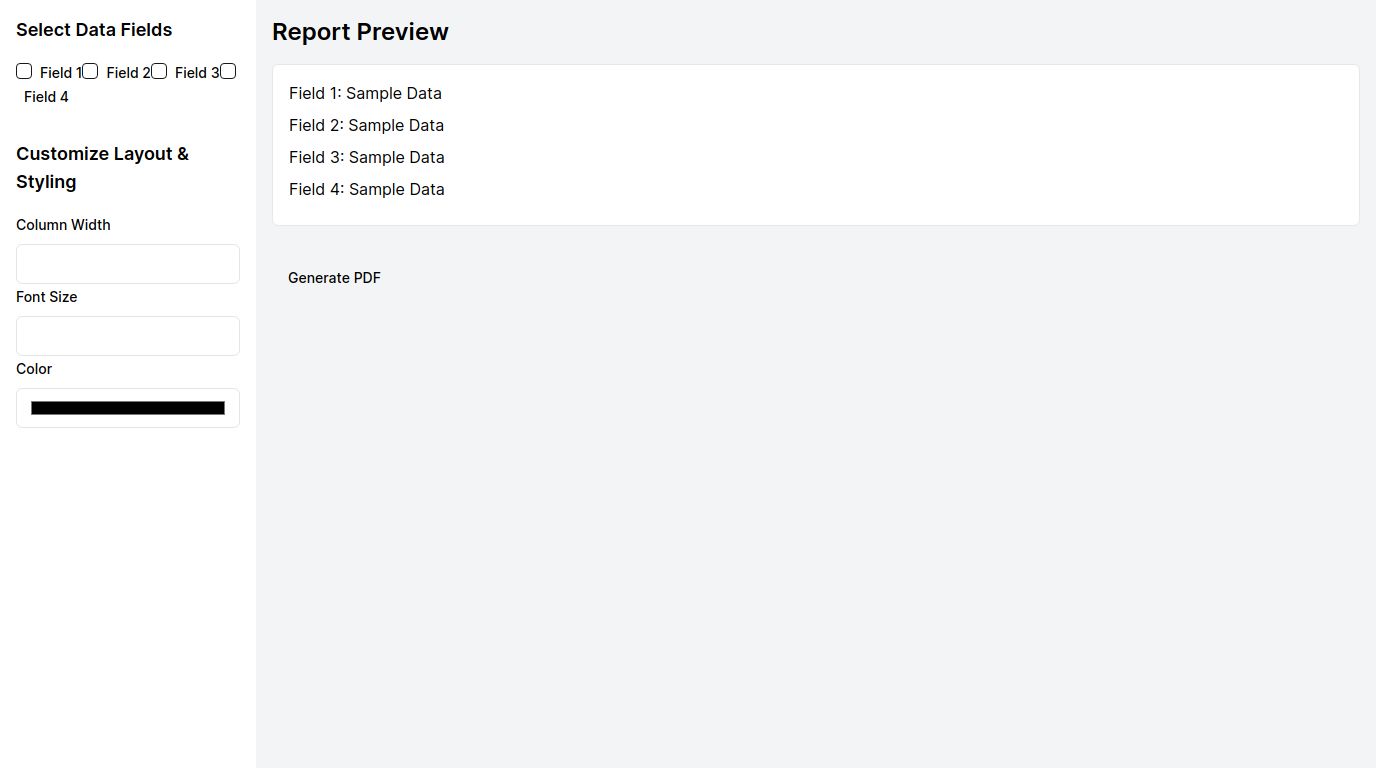 Select Data Fields
Field 1 Field 2 Field 3
Field 4
Customize Layout &
Styling
Column Width
Font Size
Color
Report Preview
Field 1: Sample Data
Field 2: Sample Data
Field 3: Sample Data
Field 4: Sample Data
Generate PDF